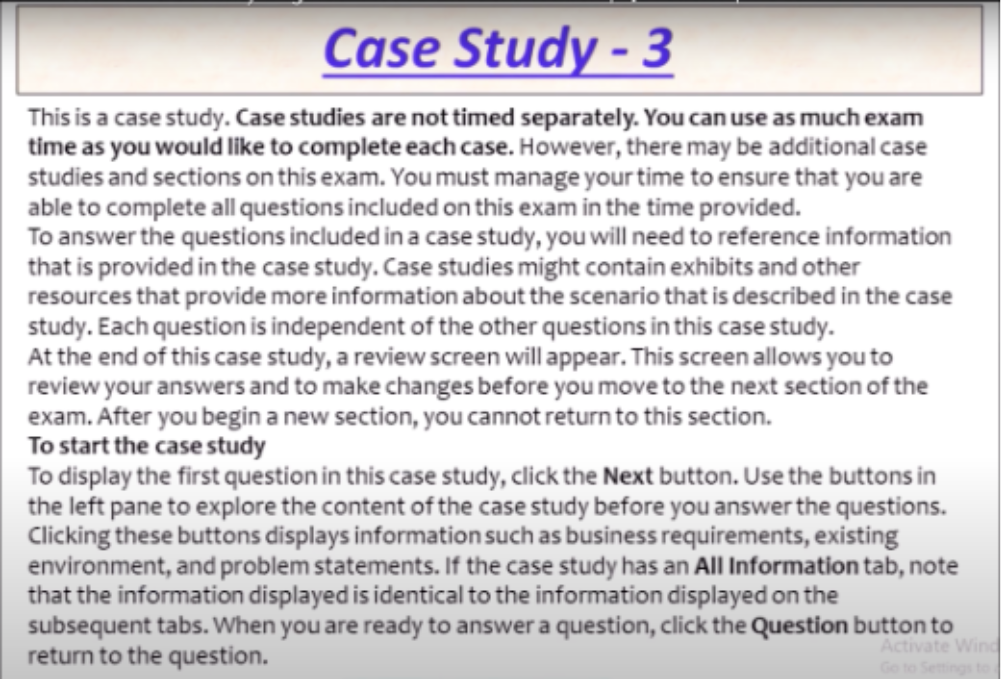 Case Study - 3
This is a case study. Case studies are not timed separately. You can use as much exam
time as you would like to complete each case. However, there may be additional case
studies and sections on this exam. You must manage your time to ensure that you are
able to complete all questions included on this exam in the time provided.
To answer the questions included in a case study, you will need to reference information
that is provided in the case study. Case studies might contain exhibits and other
resources that provide more information about the scenario that is described in the case
study. Each question is independent of the other questions in this case study.
At the end of this case study, a review screen will appear. This screen allows you to
review your answers and to make changes before you move to the next section of the
exam. After you begin a new section, you cannot return to this section.
To start the case study
To display the first question in this case study, click the Next button. Use the buttons in
the left pane to explore the content of the case study before you answer the questions.
Clicking these buttons displays information such as business requirements, existing
environment, and problem statements. If the case study has an All Information tab, note
that the information displayed is identical to the information displayed on the
subsequent tabs. When you are ready to answer a question, click the Question button to
return to the question.
Activate Wind
Go to Settings to